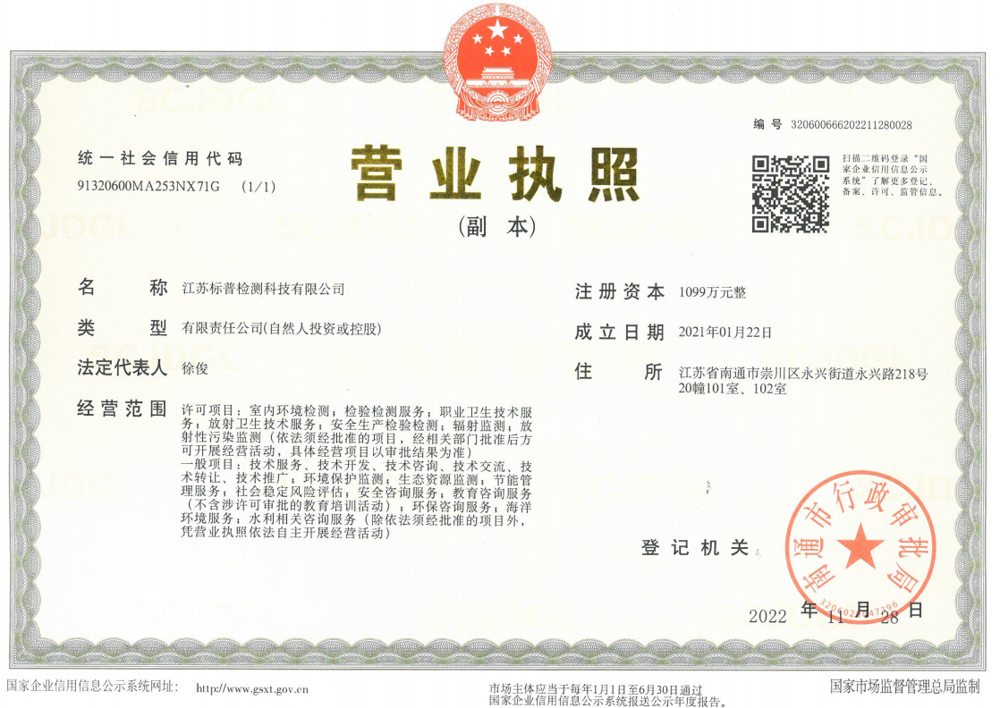 编 号 320600666202211280028
统一社会信用代码
91320600MA253NX71G (1/1)
营业执照
(副 本)
扫描二维码登录“国
家企业信用信息公示
系统”了解更多登记、
备案、许可、监管信息。
名 称 江苏标普检测科技有限公司
类 型 有限责任公司(自然人投资或控股)
法定代表人 徐俊
经营范围 许可项目：室内环境检测；检验检测服务；职业卫生技术服
务；放射卫生技术服务；安全生产检验检测；辐射监测；放
射性污染监测（依法须经批准的项目，经相关部门批准后方
可开展经营活动，具体经营项目以审批结果为准）
一般项目：技术服务、技术开发、技术咨询、技术交流、技
术转让、技术推广；环境保护监测；生态资源监测；节能管
理服务；社会稳定风险评估；安全咨询服务；教育咨询服务
（不含涉许可审批的教育培训活动）；环保咨询服务；海洋
环境服务；水利相关咨询服务（除依法须经批准的项目外，
凭营业执照依法自主开展经营活动）
注册资本 1099万元整
成立日期 2021年01月22日
住 所 江苏省南通市崇川区永兴街道永兴路218号
20幢101室、102室
登记机关
南通市行政审批局
2022 年 11 月 28 日
国家企业信用信息公示系统网址： http://www.gsxt.gov.cn
市场主体应当于每年1月1日至6月30日通过
国家企业信用信息公示系统报送公示年度报告。
国家市场监督管理总局监制